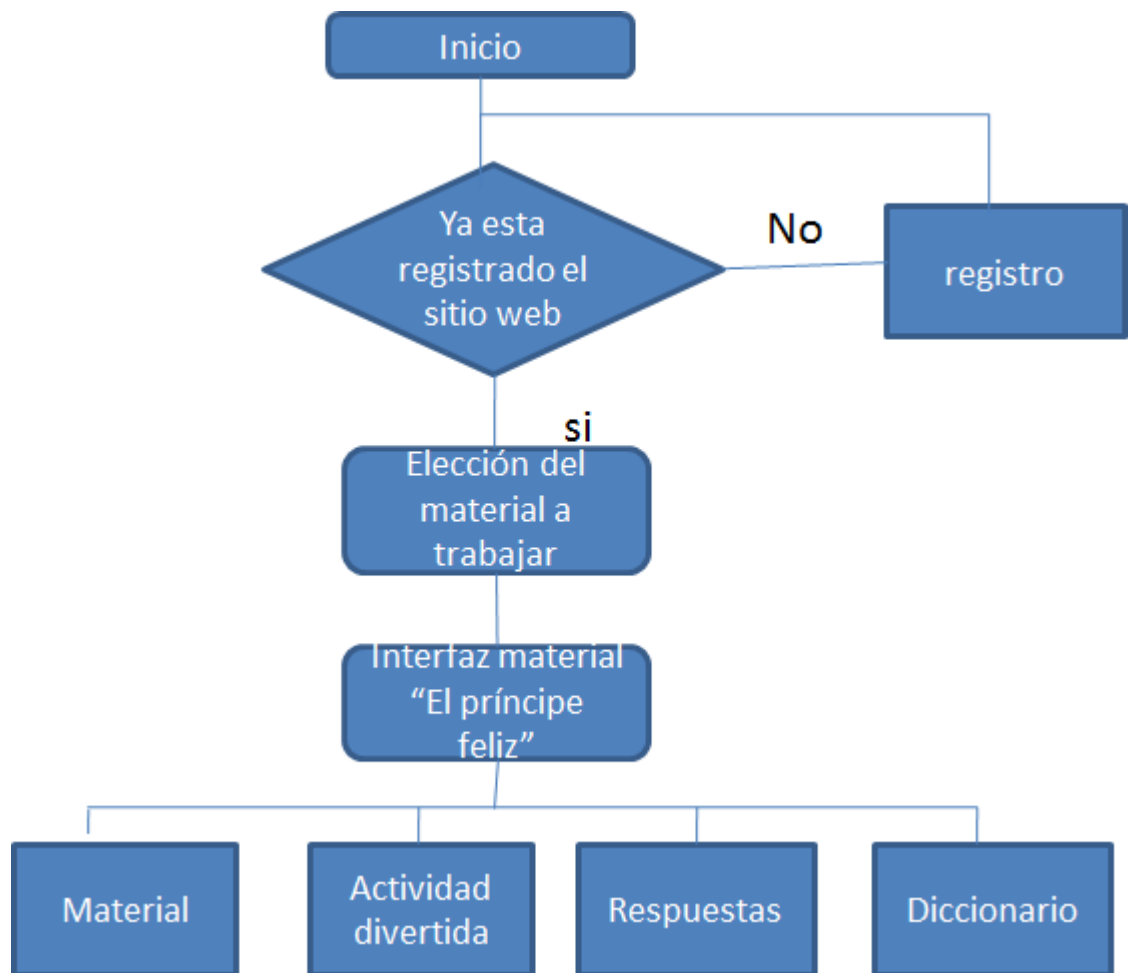 Inicio
Ya esta
registrado el
sitio web
No
registro
si
Elección del
material a
trabajar
Interfaz material
“El príncipe
feliz”
Material
Actividad
divertida
Respuestas
Diccionario